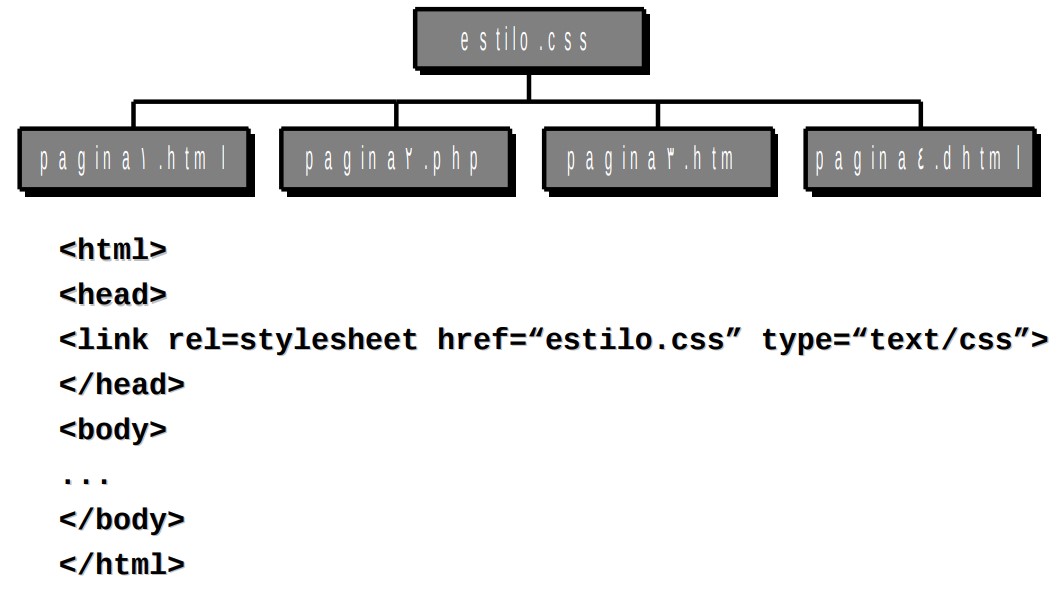 estilo.css
pagina١.html
pagina٢.php
pagina٣.htm
pagina٤.dhtml
<html>
<head>
<link rel=stylesheet href=“estilo.css” type=“text/css”>
</head>
<body>
...
</body>
</html>